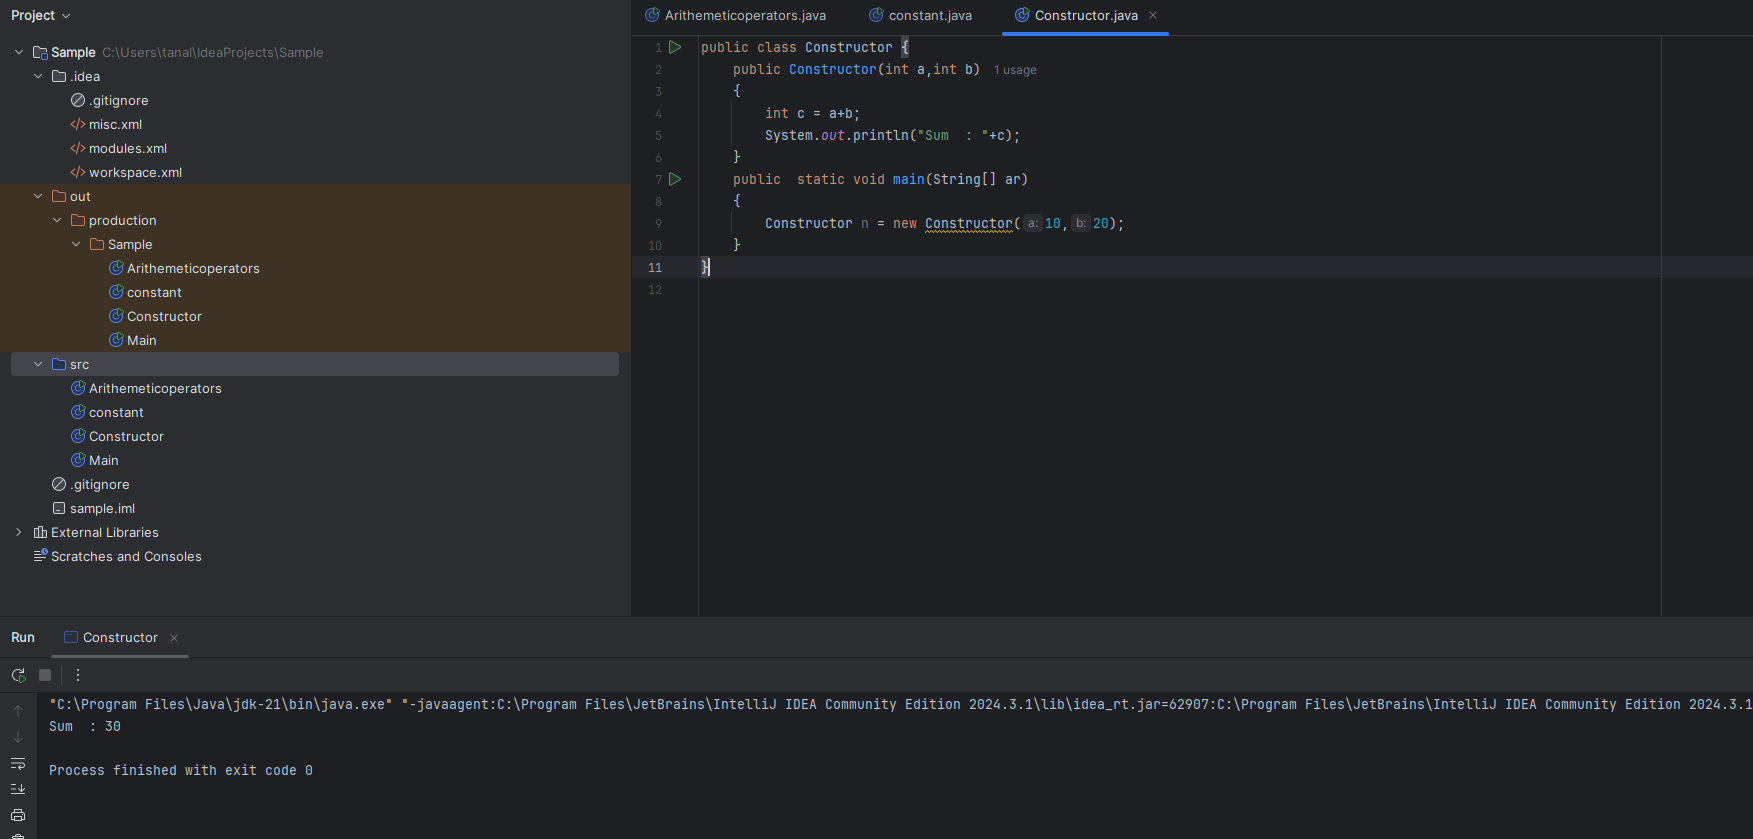 Project
Sample C:\Users\tanal\IdeaProjects\Sample
.idea
.gitignore
</> misc.xml
</> modules.xml
</> workspace.xml
out
production
Sample
Arithemeticoperators
constant
Constructor
Main
src
Arithemeticoperators
constant
Constructor
Main
.gitignore
sample.iml
External Libraries
Scratches and Consoles
Arithemeticoperators.java constant.java Constructor.java
1 public class Constructor {
2 public Constructor(int a,int b) 1 usage
3 {
4 int c = a+b;
5 System.out.println("Sum  : "+c);
6 }
7 public  static void main(String[] ar)
8 {
9 Constructor n = new Constructor( a: 10, b: 20);
10 }
11 }
12
Run Constructor
"C:\Program Files\Java\jdk-21\bin\java.exe" "-javaagent:C:\Program Files\JetBrains\IntelliJ IDEA Community Edition 2024.3.1\lib\idea_rt.jar=62907:C:\Program Files\JetBrains\IntelliJ IDEA Community Edition 2024.3.1
Sum  : 30
Process finished with exit code 0